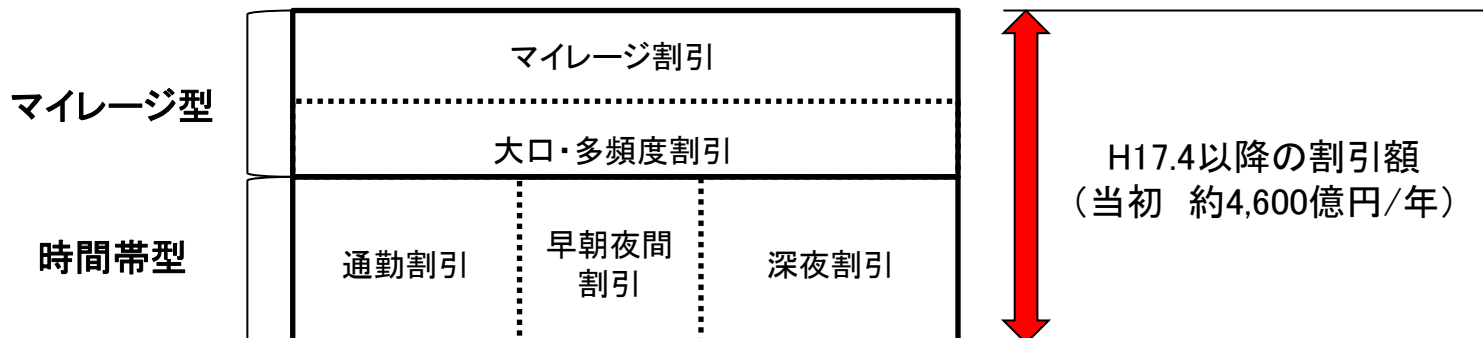 マイレージ型
マイレージ割引
大口・多頻度割引
時間帯型
通勤割引
早朝夜間
割引
深夜割引
H17.4以降の割引額
（当初　約4,600億円/年）